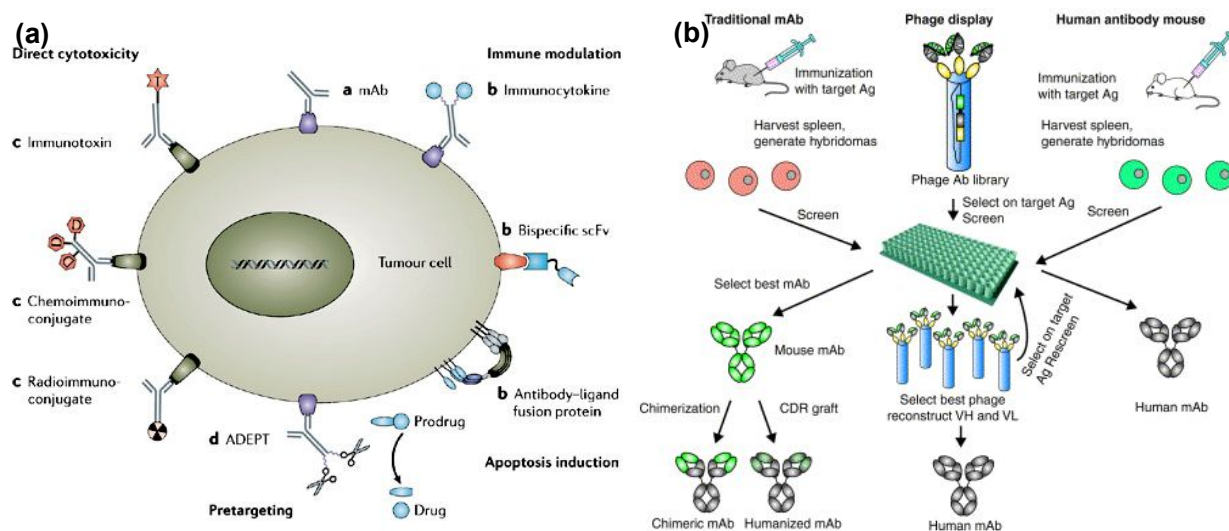 (a)
Direct cytotoxicity
Immune modulation
a mAb
b Immunocytokine
T
c Immunotoxin
D
D
D
b Bispecific scFv
Tumour cell
c Chemoimmuno-
conjugate
c Radioimmuno-
conjugate
b Antibody–ligand
fusion protein
d ADEPT
Prodrug
Apoptosis induction
Pretargeting
Drug
(b)
Traditional mAb
Immunization
with target Ag
Harvest spleen,
generate hybridomas
Phage display
Phage Ab library
Human antibody mouse
Immunization
with target Ag
Harvest spleen,
generate hybridomas
Screen
Select on target Ag
Screen
Screen
Select best mAb
Mouse mAb
Select on target
Ag Rescreen
Select best phage
reconstruct VH and VL
Human mAb
Chimerization
CDR graft
Chimeric mAb
Humanized mAb
Human mAb